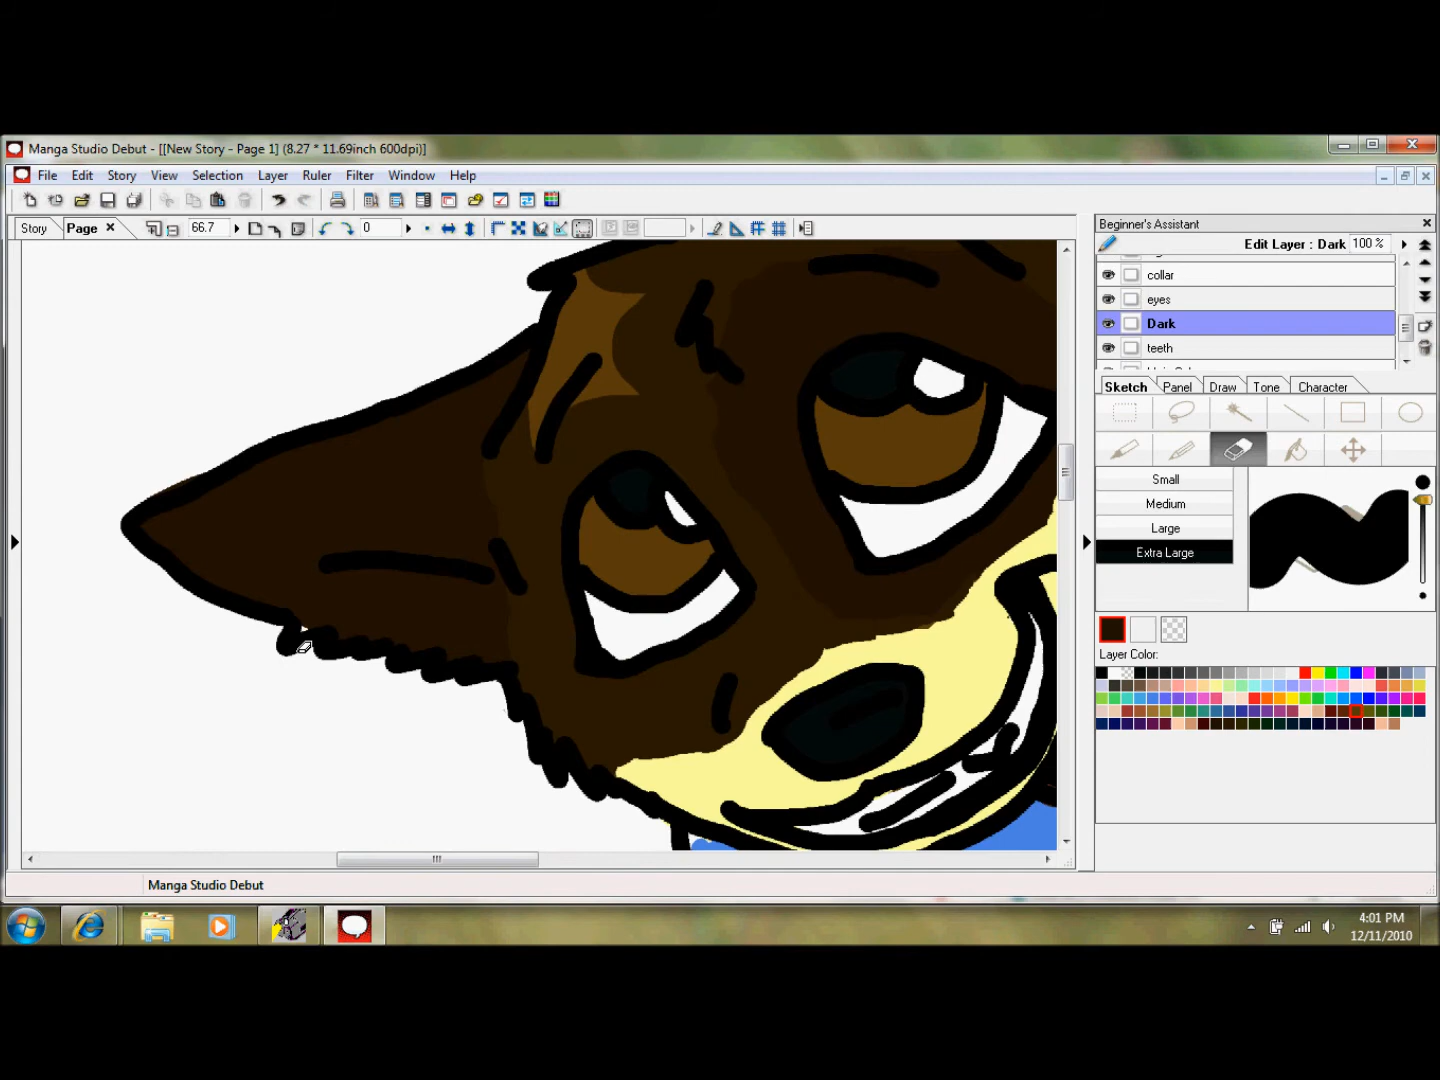 Manga Studio Debut - [[New Story - Page 1] (8.27 * 11.69inch 600dpi)]
File Edit Story View Selection Layer Ruler Filter Window Help
Story Page 66.7 0
Beginner's Assistant
Edit Layer : Dark 100 %
collar
eyes
Dark
teeth
Sketch Panel Draw Tone Character
Small
Medium
Large
Extra Large
Layer Color:
Manga Studio Debut
4:01 PM
12/11/2010